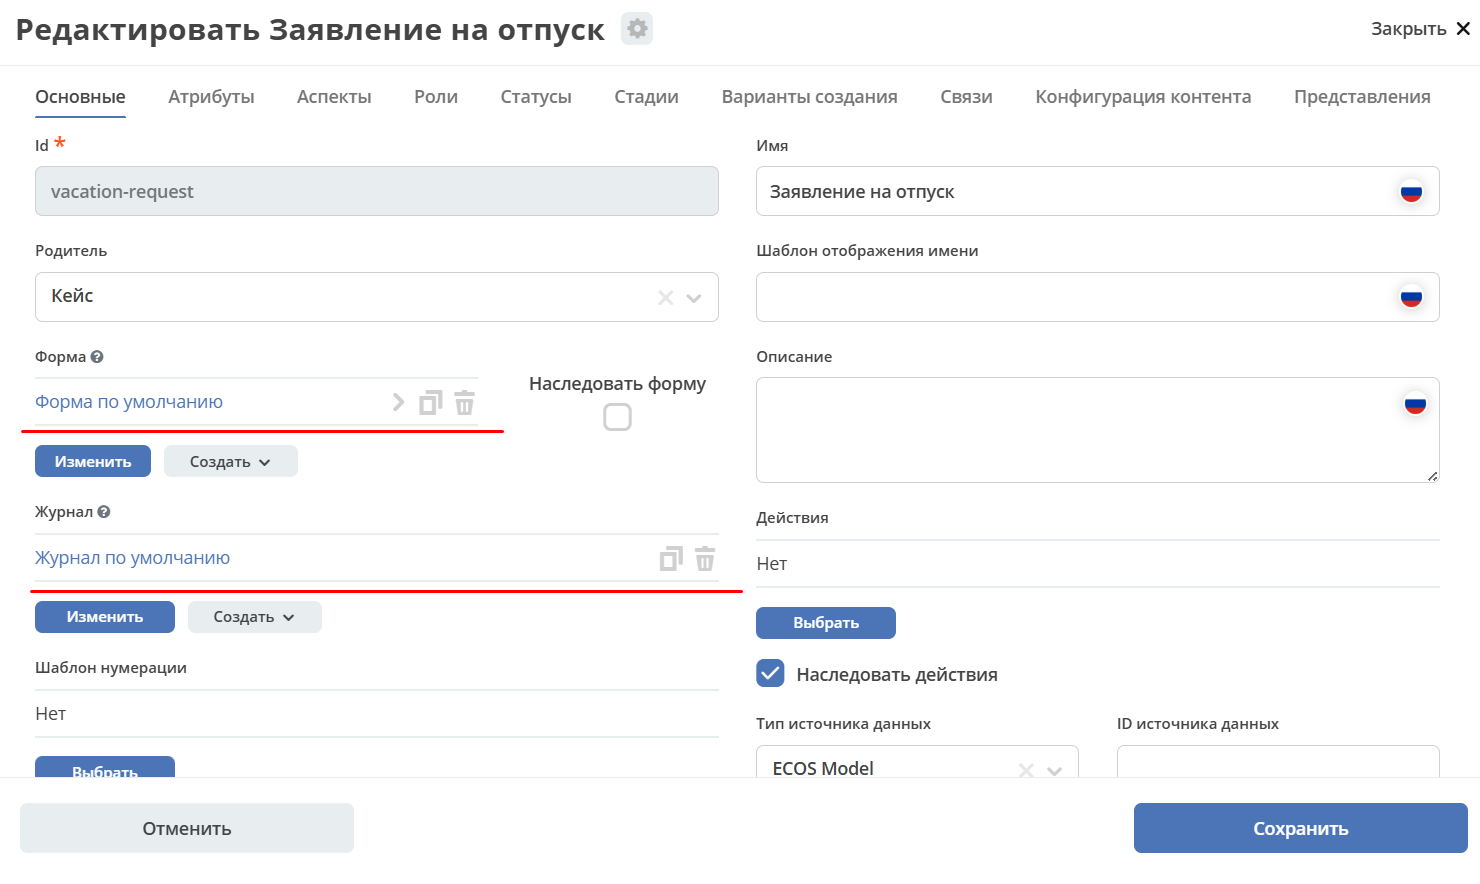 Редактировать Заявление на отпуск
Закрыть
Основные Атрибуты Аспекты Роли Статусы Стадии Варианты создания Связи Конфигурация контента Представления
Id *
vacation-request
Имя
Заявление на отпуск
Родитель
Кейс
Шаблон отображения имени
Форма
Форма по умолчанию
Наследовать форму
Изменить
Создать
Описание
Журнал
Журнал по умолчанию
Изменить
Создать
Действия
Нет
Выбрать
Наследовать действия
Шаблон нумерации
Нет
Выбрать
Тип источника данных
ECOS Model
ID источника данных
Отменить
Сохранить